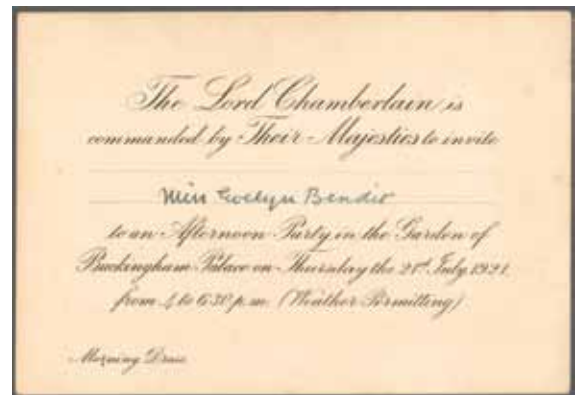 The Lord Chamberlain is
commanded by Their Majesties to invite
Miss Evelyn Bendit
to an Afternoon Party in the Garden of
Buckingham Palace on Thursday the 21st July 1921
from 4 to 6.30 p.m. (Weather Permitting)
Morning Dress